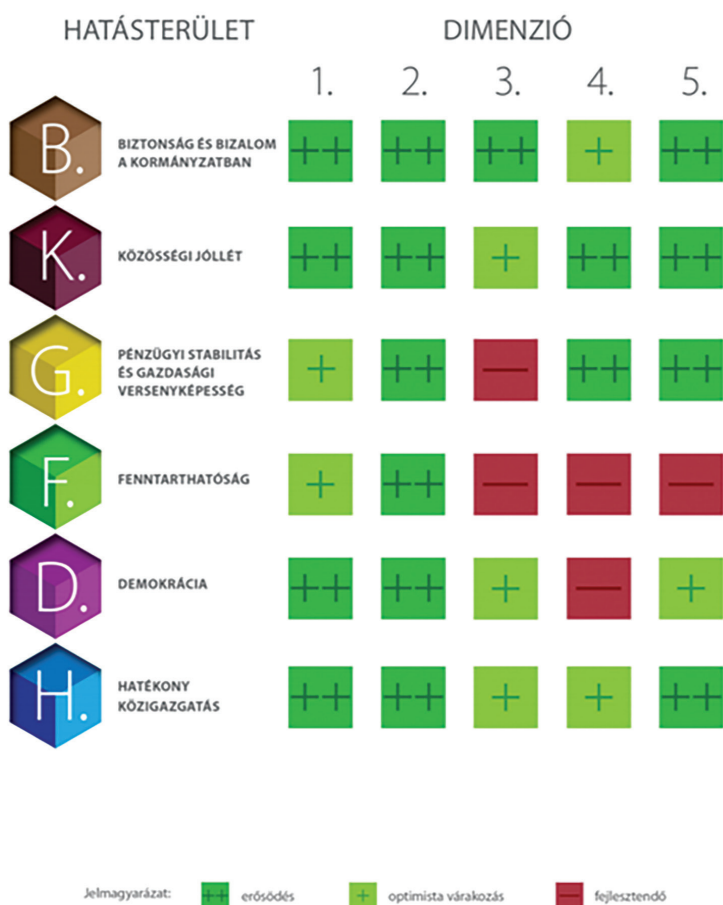 HATÁSTERÜLET DIMENZIÓ
1. 2. 3. 4. 5.
B. BIZTONSÁG ÉS BIZALOM
A KORMÁNYZATBAN
++ ++ ++ + ++
K. KÖZÖSSÉGI JÓLLÉT
++ ++ + ++ ++
G. PÉNZÜGYI STABILITÁS
ÉS GAZDASÁGI
VERSENYKÉPESSÉG
+ ++ — ++ ++
F. FENNTARTHATÓSÁG
+ ++ — — —
D. DEMOKRÁCIA
++ ++ + — +
H. HATÉKONY
KÖZIGAZGATÁS
++ ++ + + ++
Jelmagyarázat: ++ erősödés + optimista várakozás — fejlesztendő